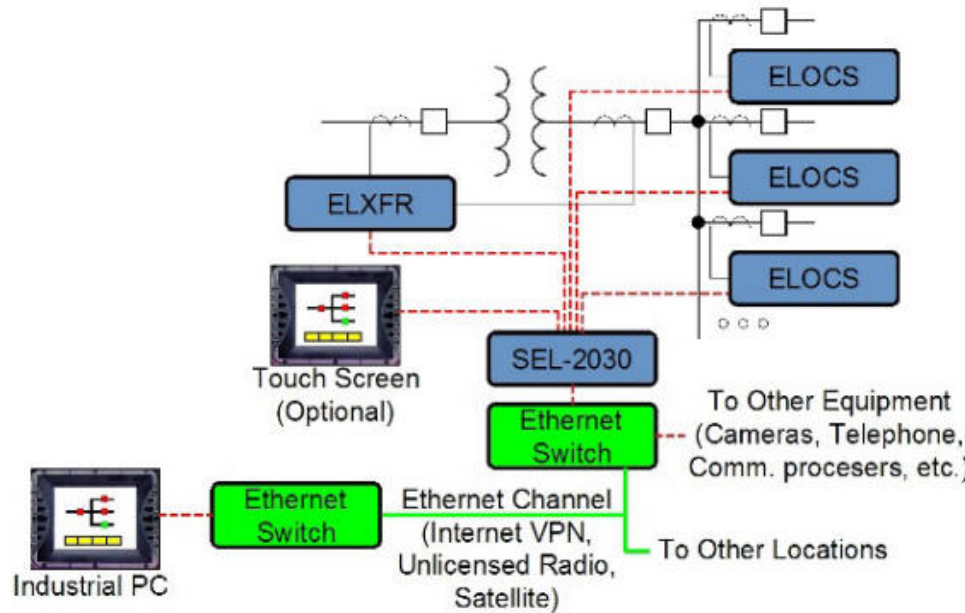 ELOCS
ELOCS
ELXFR
ELOCS
SEL-2030
Touch Screen
(Optional)
Ethernet
Switch
To Other Equipment
(Cameras, Telephone,
Comm. procesers, etc.)
Ethernet
Switch
Ethernet Channel
(Internet VPN,
Unlicensed Radio,
Satellite)
To Other Locations
Industrial PC